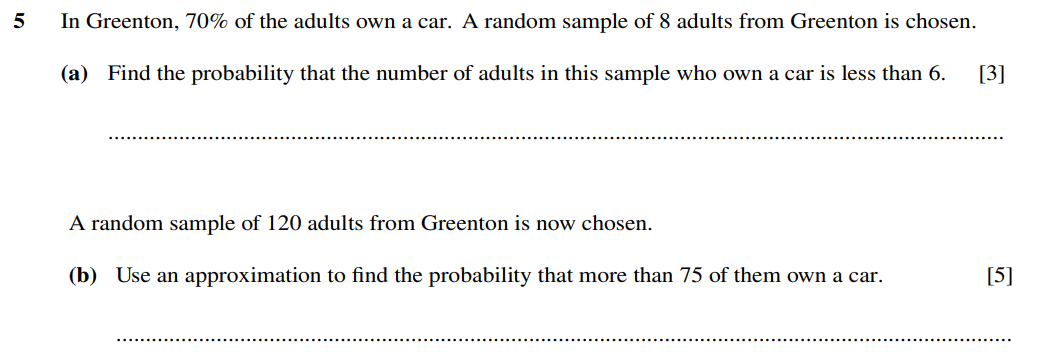 5 In Greenton, 70% of the adults own a car. A random sample of 8 adults from Greenton is chosen.
(a) Find the probability that the number of adults in this sample who own a car is less than 6. [3]
A random sample of 120 adults from Greenton is now chosen.
(b) Use an approximation to find the probability that more than 75 of them own a car. [5]